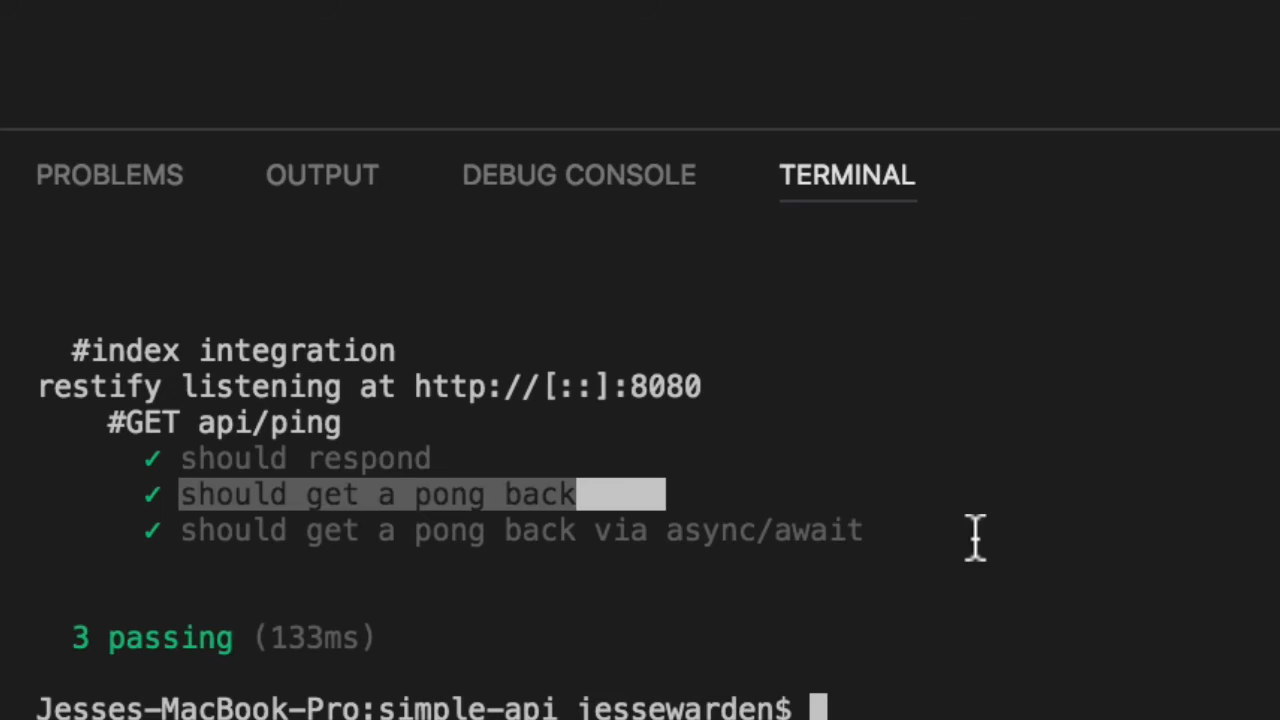 PROBLEMS OUTPUT DEBUG CONSOLE TERMINAL
#index integration
restify listening at http://[::]:8080
#GET api/ping
✓ should respond
✓ should get a pong back
✓ should get a pong back via async/await
3 passing (133ms)
Jesses-MacBook-Pro:simple-api jessewarden$